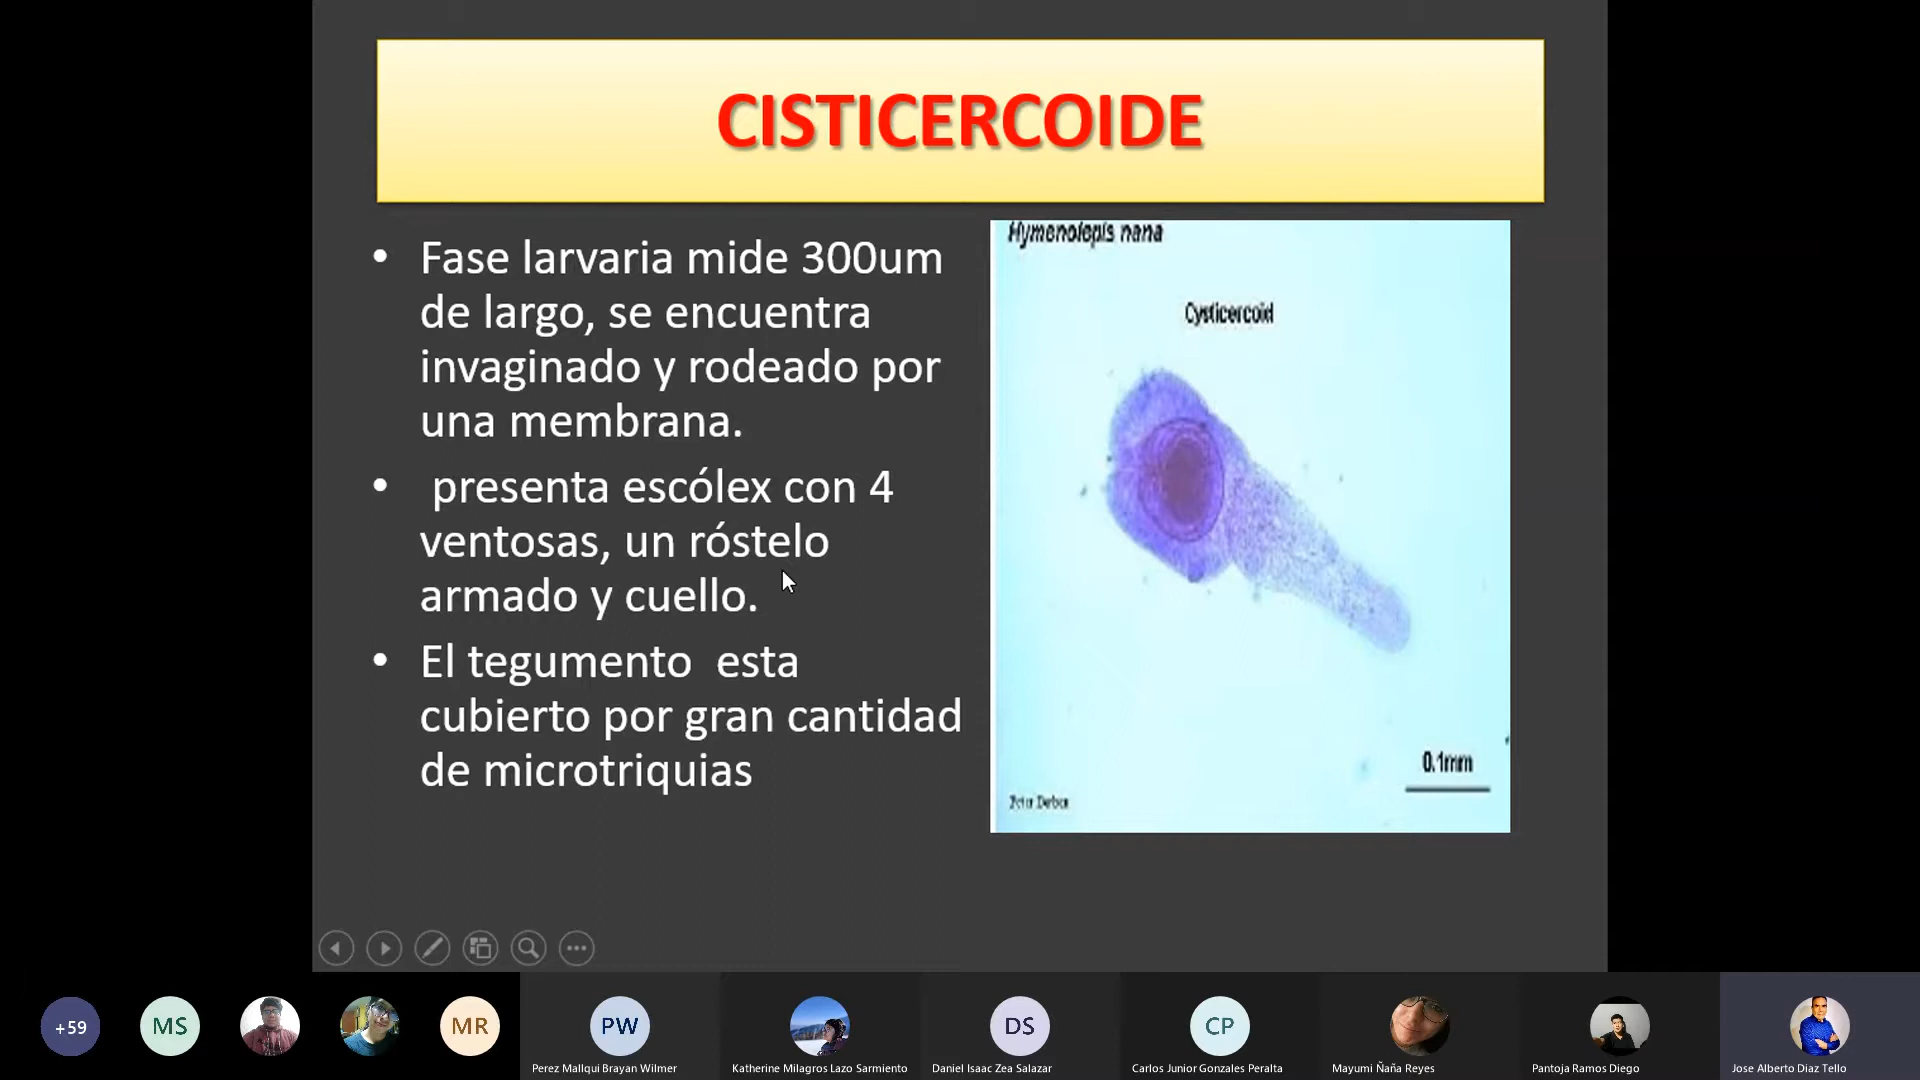 CISTICERCOIDE
• Fase larvaria mide 300um
de largo, se encuentra
invaginado y rodeado por
una membrana.
• presenta escólex con 4
ventosas, un róstelo
armado y cuello.
• El tegumento esta
cubierto por gran cantidad
de microtriquias
Hymenolepis nana
Cysticercoid
0.1mm
+59
MS
MR
PW
DS
CP
Perez Mallqui Brayan Wilmer
Katherine Milagros Lazo Sarmiento
Daniel Isaac Zea Salazar
Carlos Junior Gonzales Peralta
Mayumi Ñaña Reyes
Pantoja Ramos Diego
Jose Alberto Diaz Tello